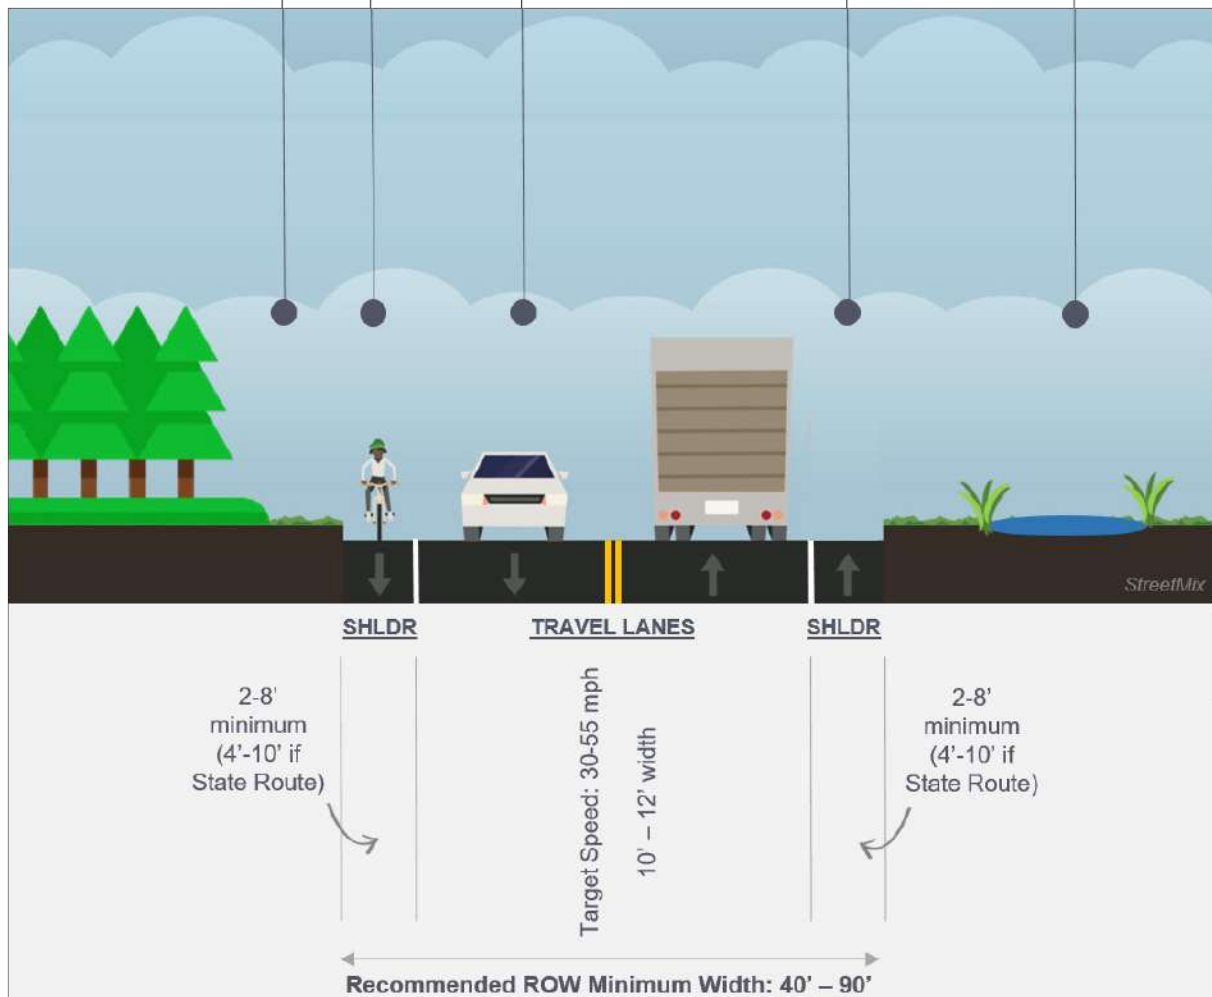 StreetMix
SHLDR
TRAVEL LANES
SHLDR
2-8'
minimum
(4'-10' if
State Route)
Target Speed: 30-55 mph
10' – 12' width
2-8'
minimum
(4'-10' if
State Route)
Recommended ROW Minimum Width: 40' – 90'